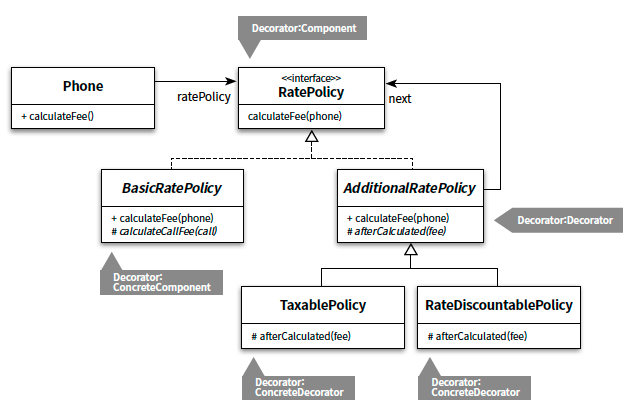 Decorator:Component
Phone
+ calculateFee()
ratePolicy
<<interface>>
RatePolicy
calculateFee(phone)
next
BasicRatePolicy
+ calculateFee(phone)
# calculateCallFee(call)
AdditionalRatePolicy
+ calculateFee(phone)
# afterCalculated(fee)
Decorator:Decorator
Decorator:
ConcreteComponent
TaxablePolicy
# afterCalculated(fee)
RateDiscountablePolicy
# afterCalculated(fee)
Decorator:
ConcreteDecorator
Decorator:
ConcreteDecorator